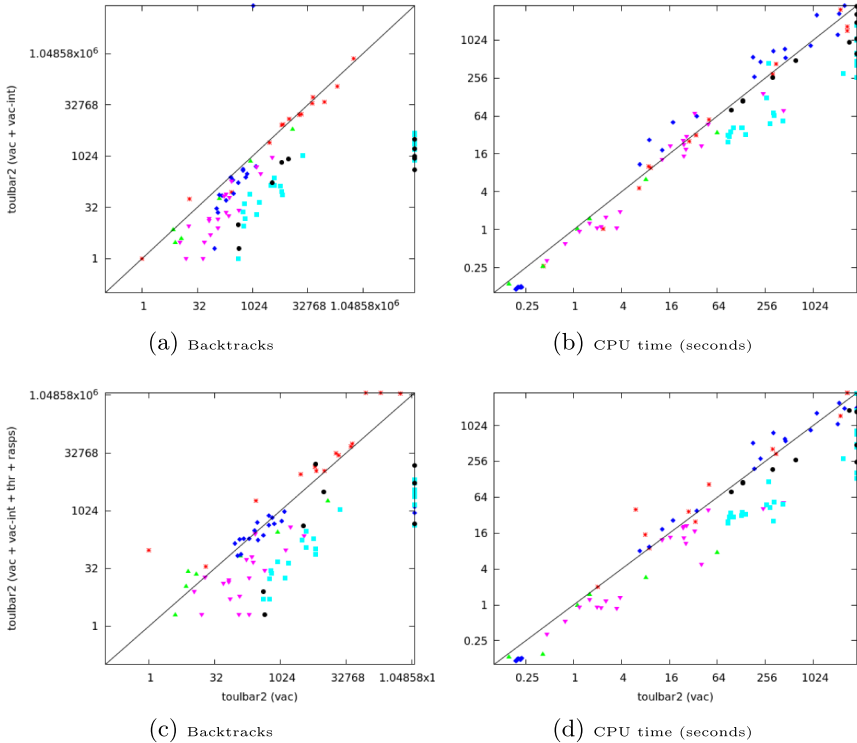 1.04858x10^6
32768
1024
32
1
toulbar2 (vac + vac-int)
1 32 1024 32768 1.04858x10^6
(a) Backtracks
1024
256
64
16
4
1
0.25
0.25 1 4 16 64 256 1024
(b) CPU time (seconds)
1.04858x10^6
32768
1024
32
1
toulbar2 (vac + vac-int + thr + rasps)
1 32 1024 32768 1.04858x1
toulbar2 (vac)
(c) Backtracks
1024
256
64
16
4
1
0.25
0.25 1 4 16 64 256 1024
toulbar2 (vac)
(d) CPU time (seconds)